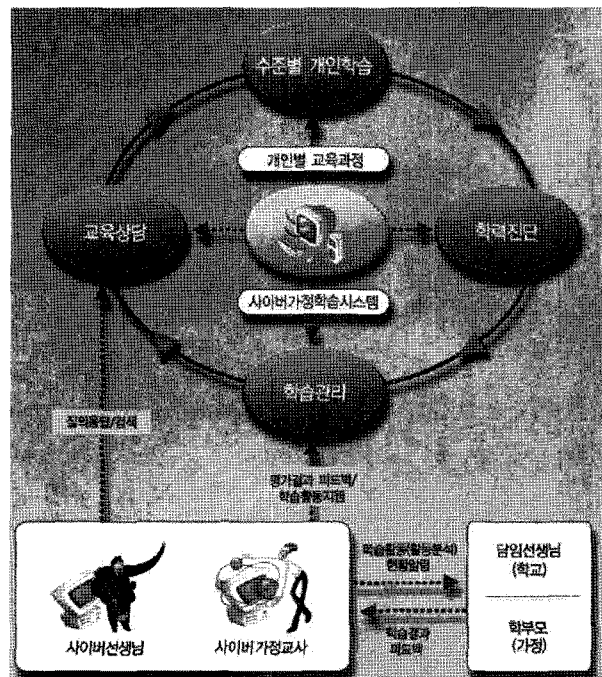 수준별 개인학습
개인별 교육과정
교육상담
학력진단
사이버가정학습시스템
학습관리
질의응답/검색
평가결과 피드백/
학습활동지원
학습활동(활동분석)
현황알림
담임선생님
(학교)
학습결과
피드백
학부모
(가정)
사이버선생님
사이버 가정교사